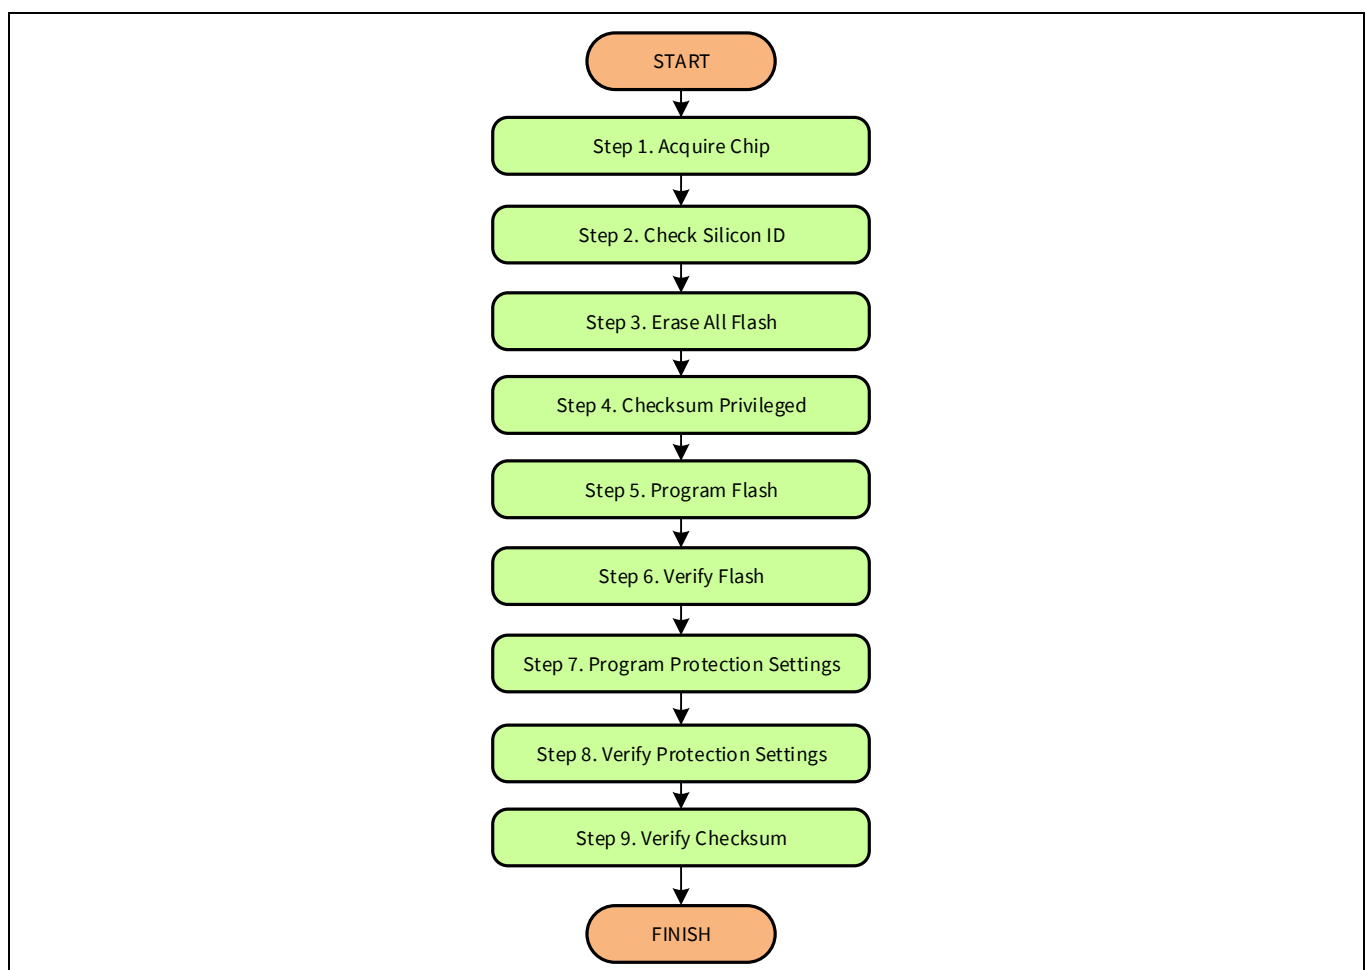 START
Step 1. Acquire Chip
Step 2. Check Silicon ID
Step 3. Erase All Flash
Step 4. Checksum Privileged
Step 5. Program Flash
Step 6. Verify Flash
Step 7. Program Protection Settings
Step 8. Verify Protection Settings
Step 9. Verify Checksum
FINISH